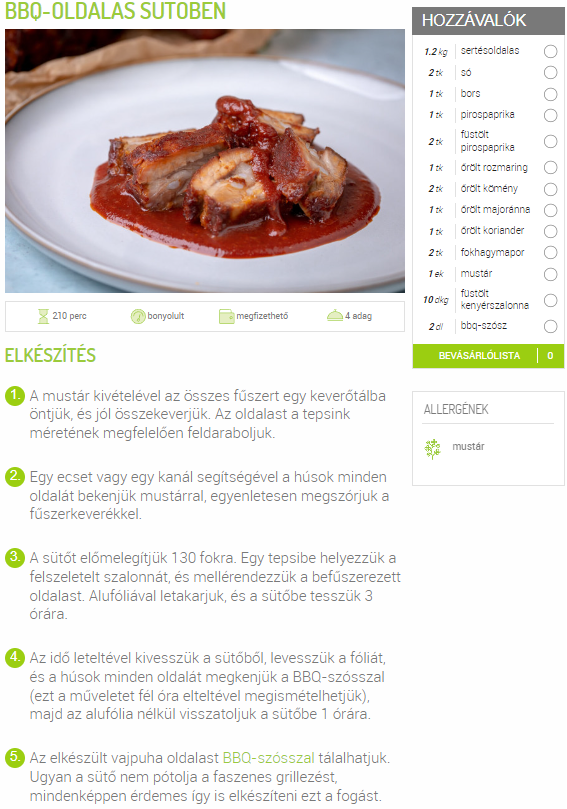 BBQ-OLDALAS SÜTŐBEN
210 perc
bonyolult
megfizethető
4 adag
ELKÉSZÍTÉS
1. A mustár kivételével az összes fűszert egy keverőtálba
öntjük, és jól összekeverjük. Az oldalast a tepsink
méretének megfelelően feldaraboljuk.
2. Egy ecset vagy egy kanál segítségével a húsok minden
oldalát bekenjük mustárral, egyenletesen megszórjuk a
fűszerkeverékkel.
3. A sütőt előmelegítjük 130 fokra. Egy tepsibe helyezzük a
felszeletelt szalonnát, és mellérendezzük a befűszerezett
oldalast. Alufóliával letakarjuk, és a sütőbe tesszük 3
órára.
4. Az idő leteltével kivesszük a sütőből, levesszük a fóliát,
és a húsok minden oldalát megkenjük a BBQ-szósszal
(ezt a műveletet fél óra elteltével megismételhetjük),
majd az alufólia nélkül visszatoljuk a sütőbe 1 órára.
5. Az elkészült vajpuha oldalast BBQ-szósszal tálalhatjuk.
Ugyan a sütő nem pótolja a faszenes grillezést,
mindenképpen érdemes így is elkészíteni ezt a fogást.
HOZZÁVALÓK
1.2 kg sertésoldalas
2 tk só
1 tk bors
1 tk pirospaprika
2 tk füstölt
pirospaprika
1 tk őrölt rozmaring
2 tk őrölt kömény
1 tk őrölt majoránna
1 tk őrölt koriander
2 tk fokhagymapor
1 ek mustár
10 dkg füstölt
kenyérszalonna
2 dl bbq-szósz
BEVÁSÁRLÓLISTA 0
ALLERGÉNEK
mustár